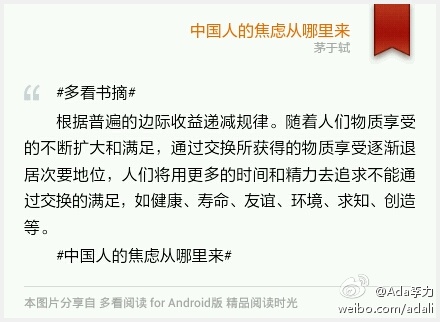 中国人的焦虑从哪里来
茅于轼
#多看书摘#
根据普遍的边际收益递减规律。随着人们物质享受
的不断扩大和满足，通过交换所获得的物质享受逐渐退
居次要地位，人们将用更多的时间和精力去追求不能通
过交换的满足，如健康、寿命、友谊、环境、求知、创造
等。
#中国人的焦虑从哪里来#
本图片分享自 多看阅读 for Android版 精品阅读时光
@Ada李力
weibo.com/adali